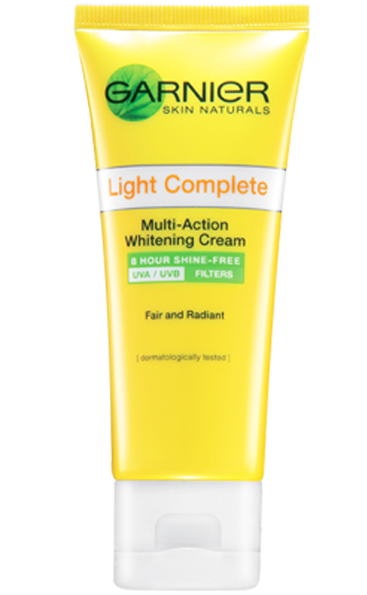 GARNIER
SKIN NATURALS
Light Complete
Multi-Action
Whitening Cream
8 HOUR SHINE-FREE
UVA / UVB FILTERS
Fair and Radiant
[ dermatologically tested ]